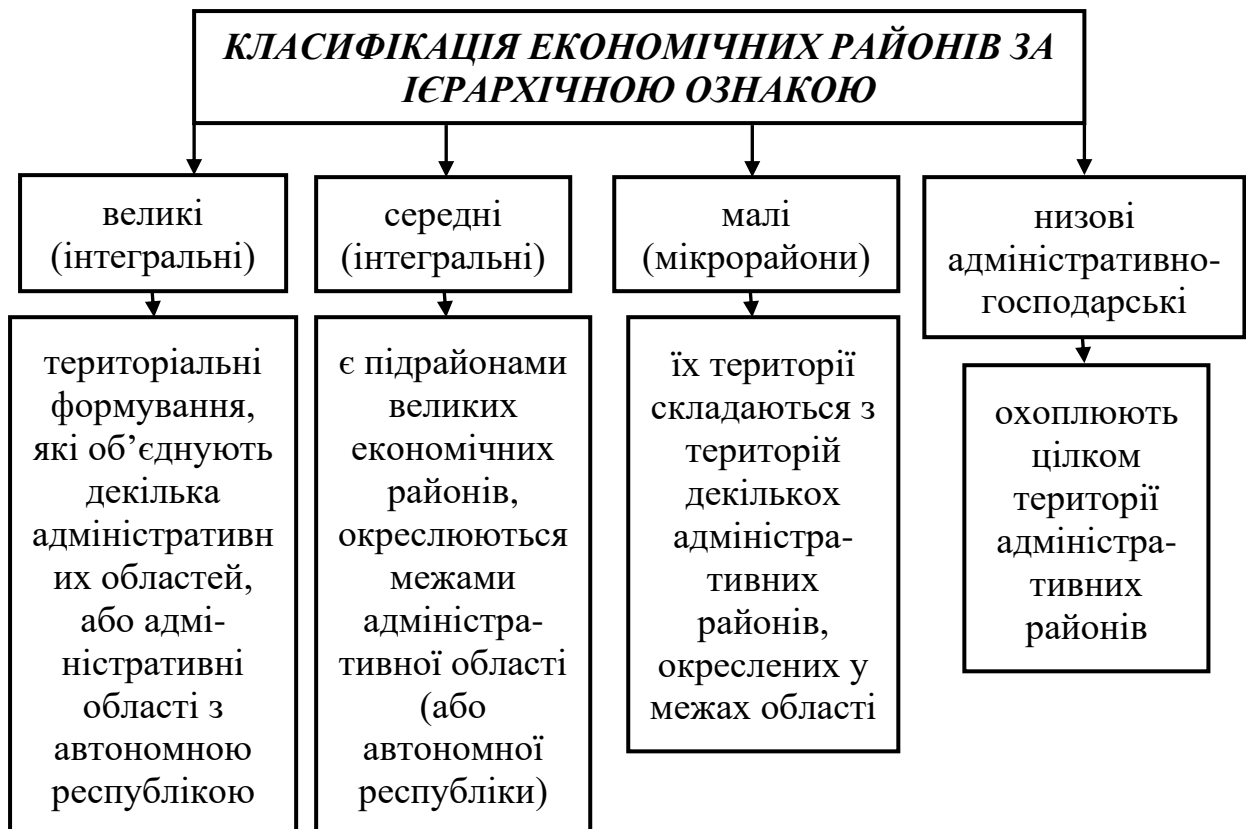 КЛАСИФІКАЦІЯ ЕКОНОМІЧНИХ РАЙОНІВ ЗА
ІЄРАРХІЧНОЮ ОЗНАКОЮ
великі
(інтегральні)
середні
(інтегральні)
малі
(мікрорайони)
низові
адміністративно-
господарські
територіальні
формування,
які об’єднують
декілька
адміністративн
их областей,
або адмі-
ністративні
області з
автономною
республікою
є підрайонами
великих
економічних
районів,
окреслюються
межами
адміністра-
тивної області
(або
автономної
республіки)
їх території
складаються з
територій
декількох
адміністра-
тивних
районів,
окреслених у
межах області
охоплюють
цілком
території
адміністра-
тивних
районів